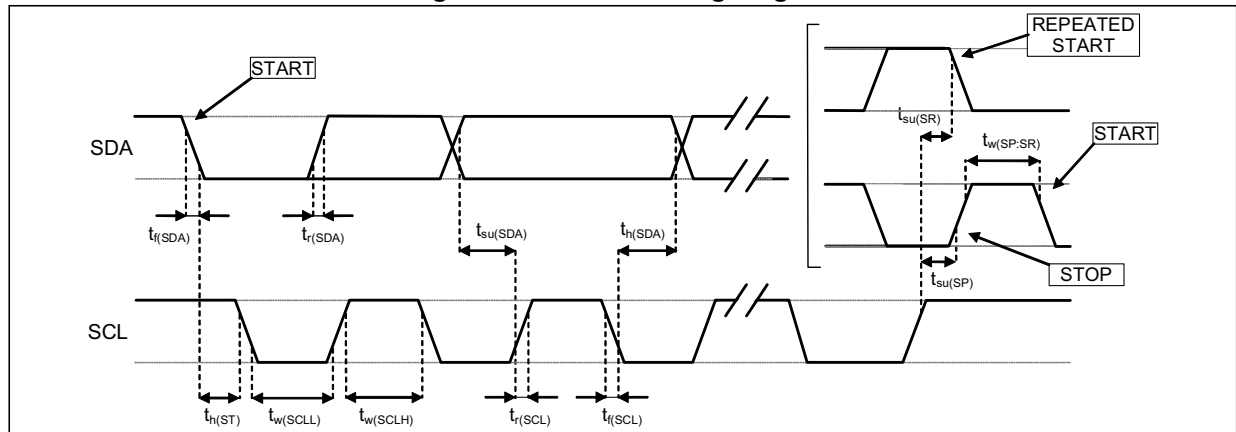 REPEATED
START
START
SDA
t_su(SR)
t_w(SP:SR)
START
t_f(SDA)
t_r(SDA)
t_su(SDA)
t_h(SDA)
t_su(SP)
STOP
SCL
t_h(ST)
t_w(SCLL)
t_w(SCLH)
t_r(SCL)
t_f(SCL)